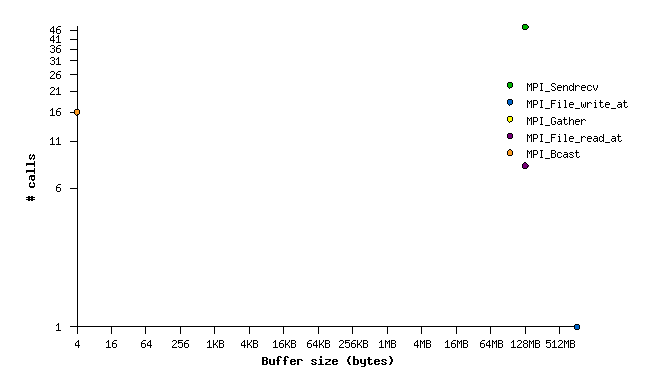 46
41
36
31
26
21
16
11
6
1
# calls
MPI_Sendrecv
MPI_File_write_at
MPI_Gather
MPI_File_read_at
MPI_Bcast
4 16 64 256 1KB 4KB 16KB 64KB 256KB 1MB 4MB 16MB 64MB 128MB 512MB
Buffer size (bytes)